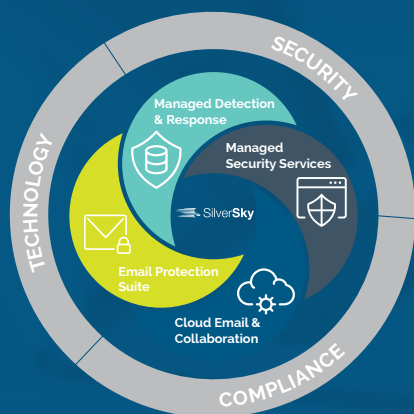 SECURITY
TECHNOLOGY
Managed Detection
& Response
Managed
Security Services
SilverSky
Email Protection
Suite
Cloud Email &
Collaboration
COMPLIANCE